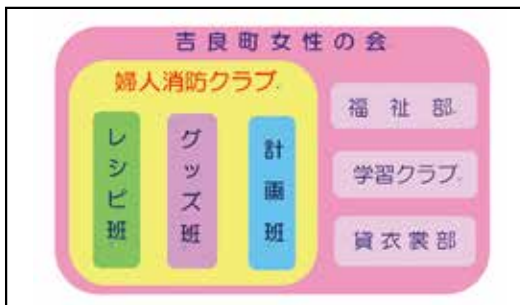 吉良町女性の会
婦人消防クラブ
レシピ班
グッズ班
計画班
福祉部
学習クラブ
貸衣裳部